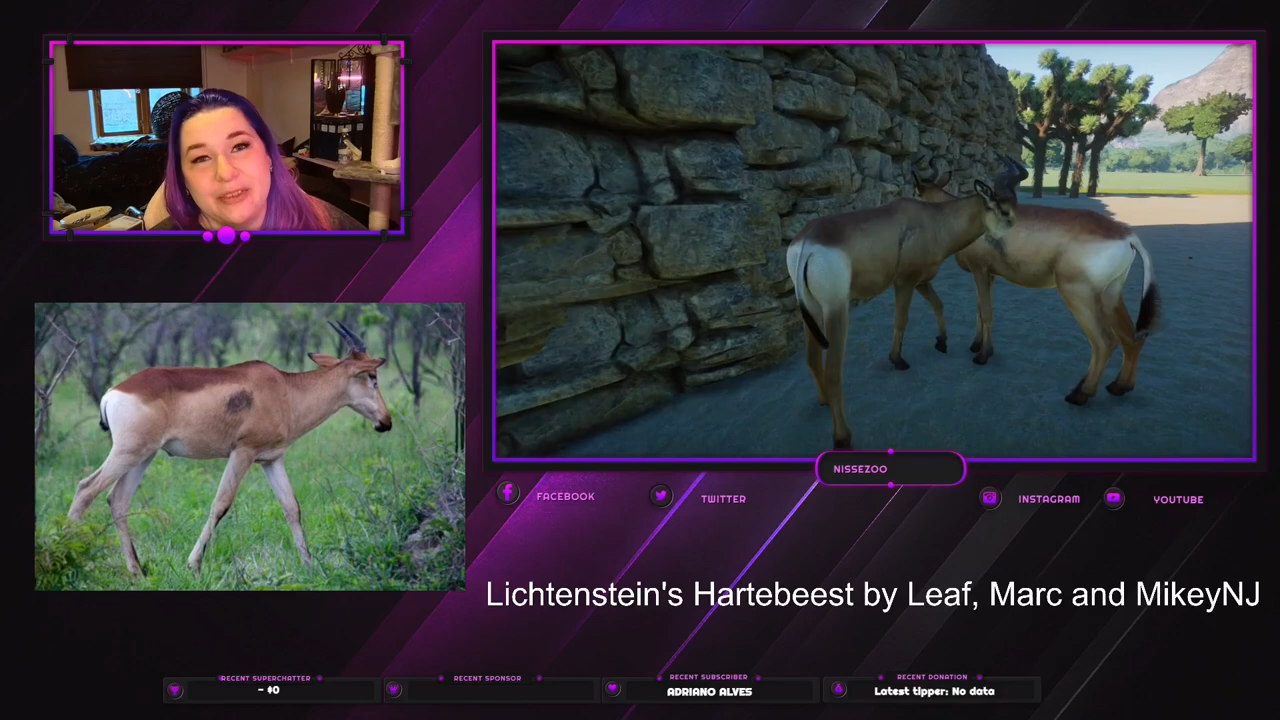 NISSEZOO
FACEBOOK
TWITTER
INSTAGRAM
YOUTUBE
Lichtenstein's Hartebeest by Leaf, Marc and MikeyNJ
RECENT SUPERCHATTER
- $0
RECENT SPONSOR
RECENT SUBSCRIBER
ADRIANO ALVES
RECENT DONATION
Latest tipper: No data